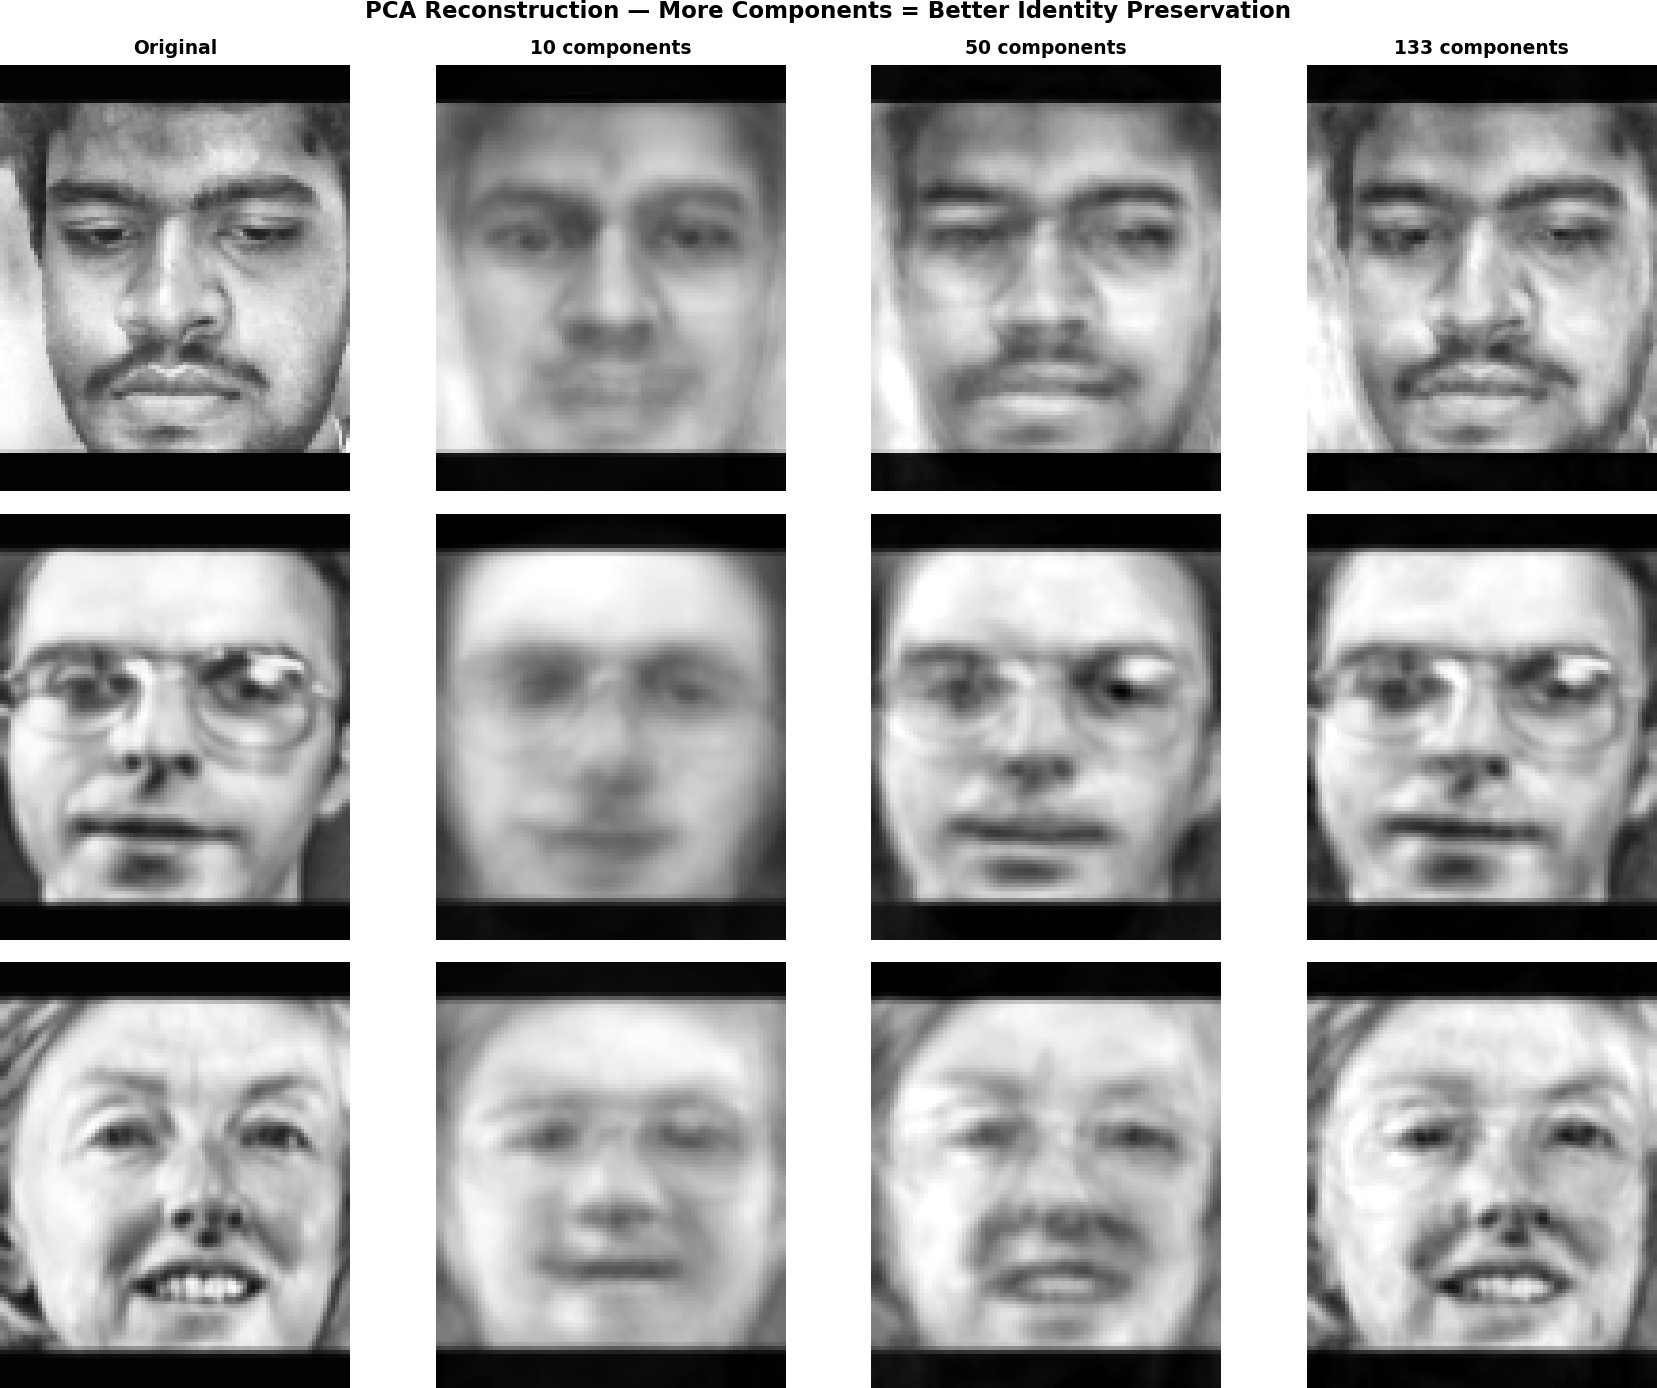 PCA Reconstruction — More Components = Better Identity Preservation
Original 10 components 50 components 133 components